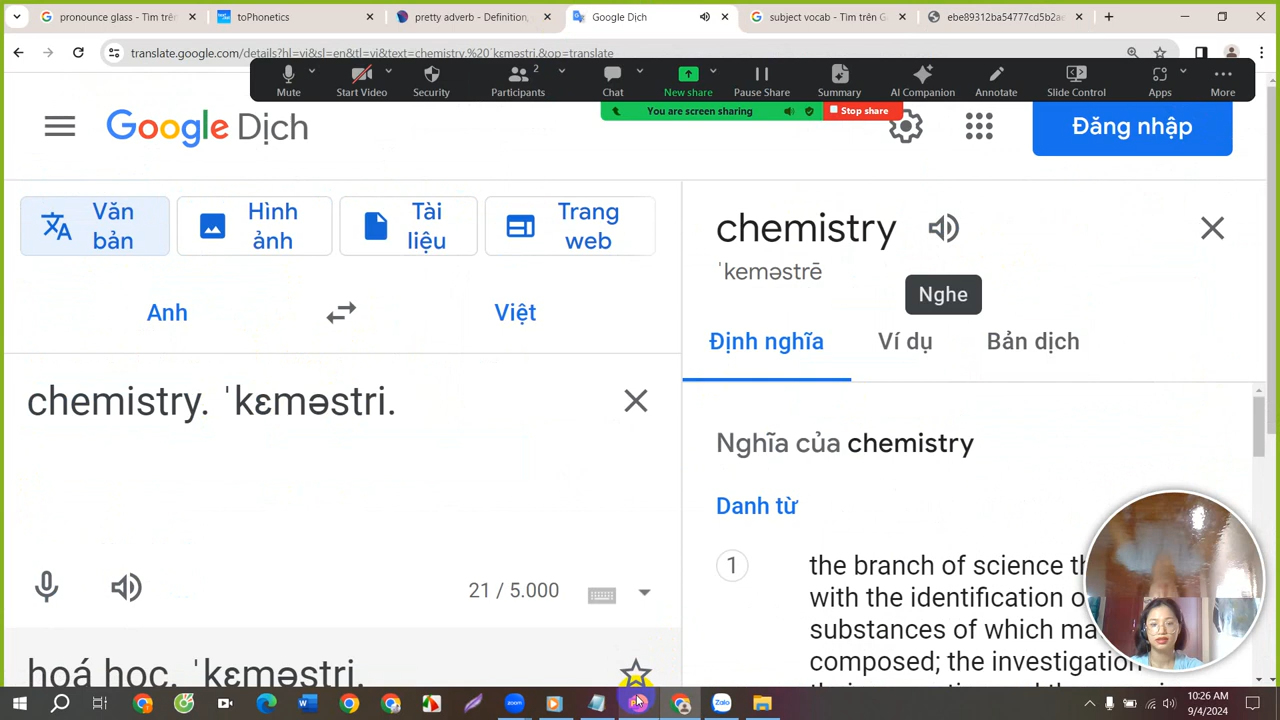 pronounce glass - Tìm trên
toPhonetics
pretty adverb - Definition,
Google Dịch
subject vocab - Tìm trên G
ebe89312ba54777cd5b2ae
translate.google.com/details?hl=vi&sl=en&tl=vi&text=chemistry.%20ˈkɛməstri.&op=translate
Mute
Start Video
Security
Participants
2
Chat
New share
Pause Share
Summary
AI Companion
Annotate
Slide Control
Apps
More
You are screen sharing
Stop share
Google Dịch
Đăng nhập
Văn bản
Hình ảnh
Tài liệu
Trang web
Anh
Việt
chemistry. ˈkɛməstri.
21 / 5.000
hoá học. ˈkɛməstri.
chemistry
ˈkeməstrē
Nghe
Định nghĩa
Ví dụ
Bản dịch
Nghĩa của chemistry
Danh từ
1
the branch of science
with the identification
substances of which
composed; the investigation
zoom
Zalo
10:26 AM
9/4/2024